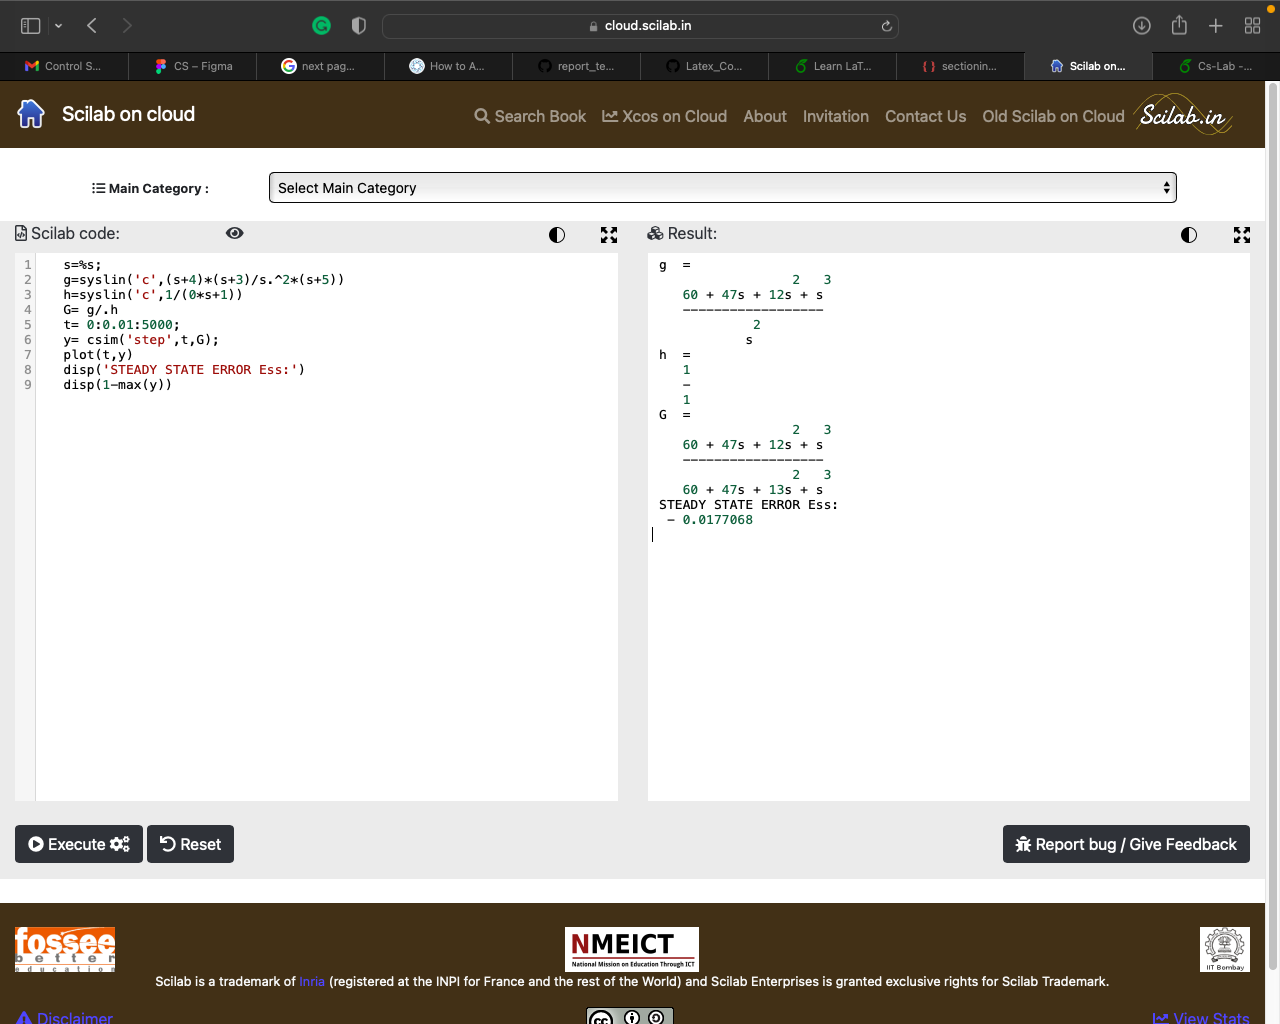 cloud.scilab.in
Control S...
CS – Figma
next pag...
How to A...
report_te...
Latex_Co...
Learn LaT...
sectionin...
Scilab on...
Cs-Lab -...
Scilab on cloud
Search Book
Xcos on Cloud
About
Invitation
Contact Us
Old Scilab on Cloud
Scilab.in
Main Category :
Select Main Category
Scilab code:
1 s=%s;
2 g=syslin('c',(s+4)*(s+3)/s.^2*(s+5))
3 h=syslin('c',1/(0*s+1))
4 G= g/.h
5 t= 0:0.01:5000;
6 y= csim('step',t,G);
7 plot(t,y)
8 disp('STEADY STATE ERROR Ess:')
9 disp(1-max(y))
Result:
g =
2 3
60 + 47s + 12s + s
------------------
2
s
h =
1
-
1
G =
2 3
60 + 47s + 12s + s
------------------
2 3
60 + 47s + 13s + s
STEADY STATE ERROR Ess:
- 0.0177068
Execute
Reset
Report bug / Give Feedback
fossee
better
education
NMEICT
National Mission on Education Through ICT
IIT Bombay
Scilab is a trademark of Inria (registered at the INPI for France and the rest of the World) and Scilab Enterprises is granted exclusive rights for Scilab Trademark.
Disclaimer
cc
View Stats